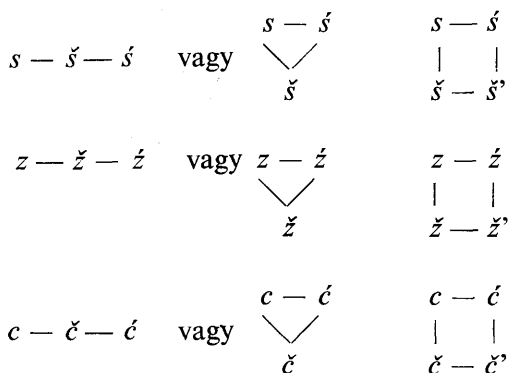 s — ś s — ś
s — š — ś vagy
š š — š’
z — ž — ź vagy z — ź z — ź
ž ž — ž’
c — ć c — ć
c — č — ć vagy
č č — č’